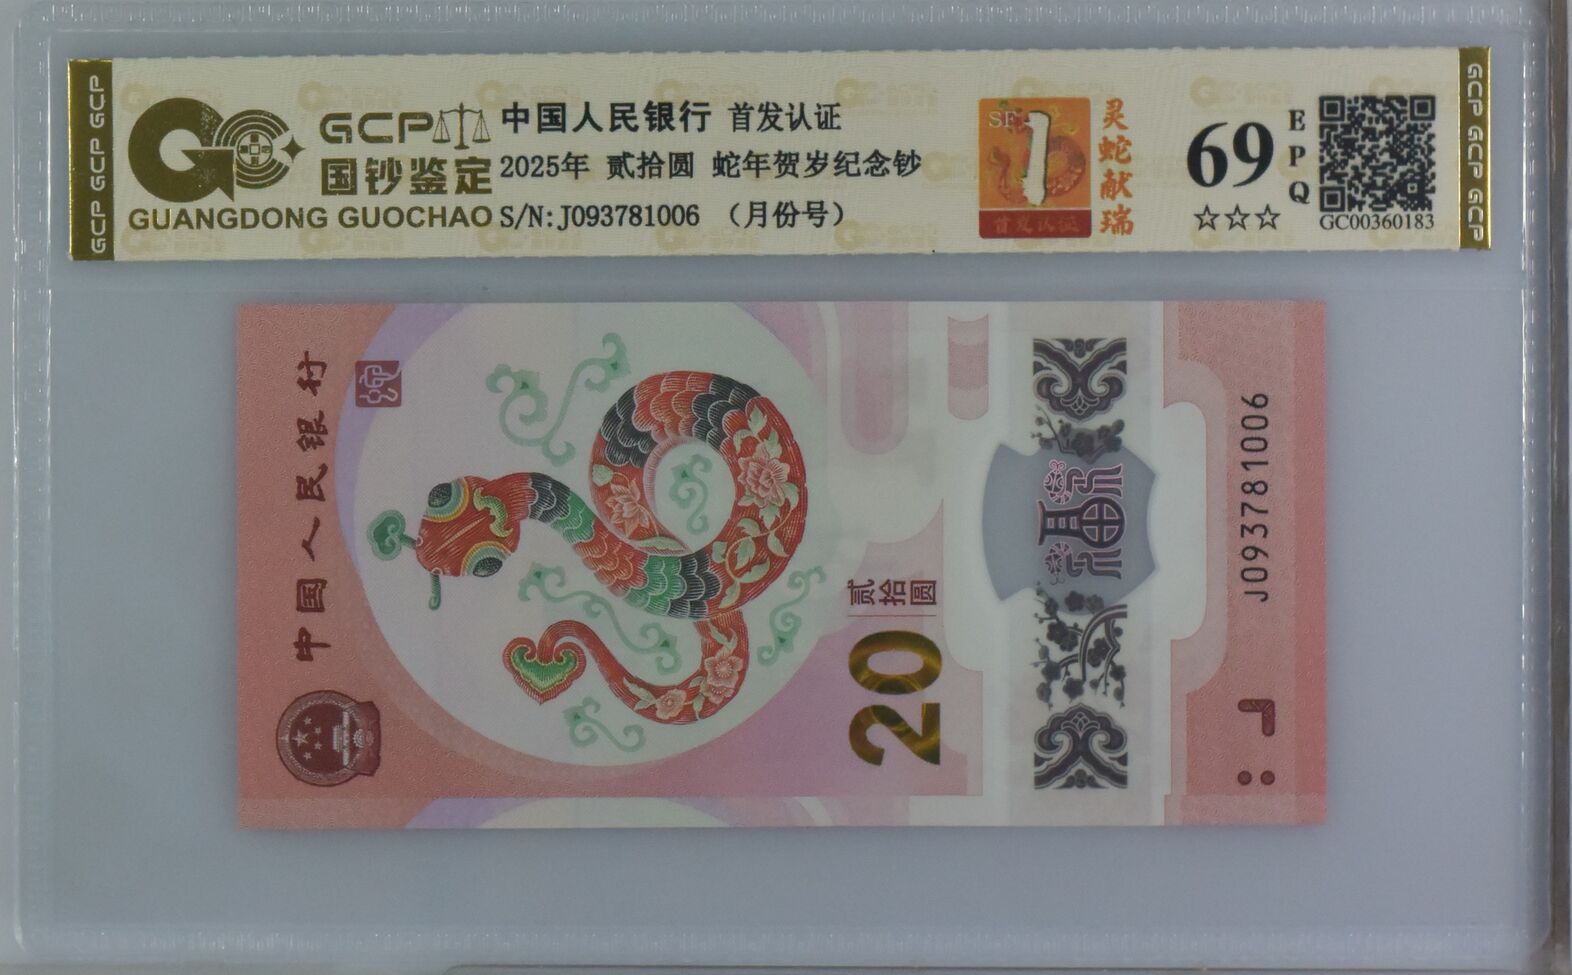 GCP GCP GCP
GCP
国钞鉴定
GUANGDONG GUOCHAO
中国人民银行 首发认证
2025年 贰拾圆 蛇年贺岁纪念钞
S/N:J093781006 （月份号）
1
首发认证
灵蛇献瑞
69
EPQ
☆☆☆
GC00360183
GCP GCP GCP
中国人民银行
贰拾圆
20
福
J093781006